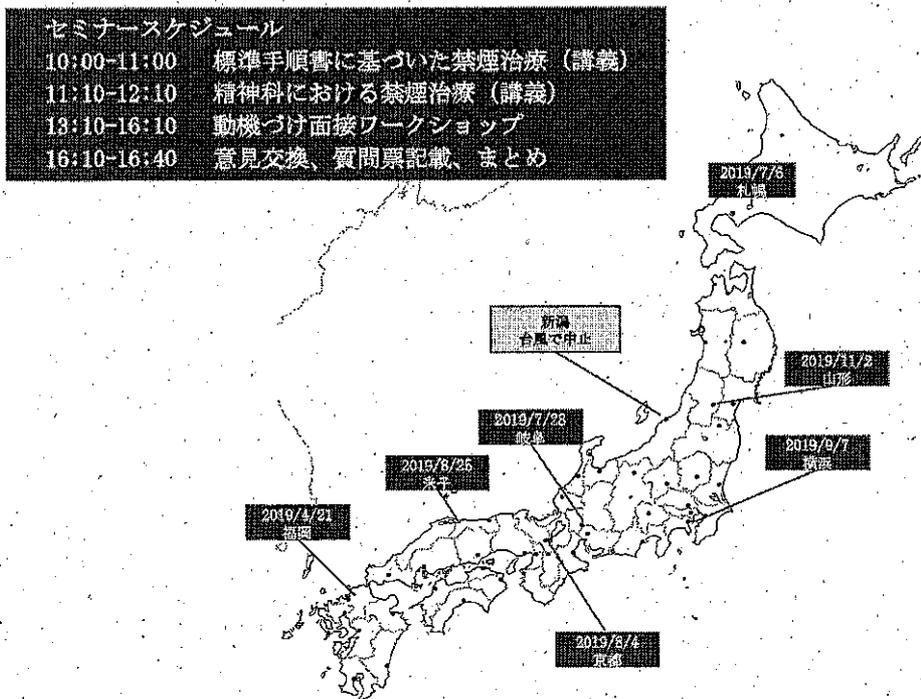 セミナースケジュール
10:00-11:00 標準手順書に基づいた禁煙治療（講義）
11:10-12:10 精神科における禁煙治療（講義）
13:10-16:10 動機づけ面接ワークショップ
16:10-16:40 意見交換、質問票記載、まとめ
2019/7/6
札幌
新潟
台風で中止
2019/11/2
山形
2019/7/28
岐阜
2019/9/7
横浜
2019/8/25
米子
2019/4/21
福岡
2019/8/4
京都